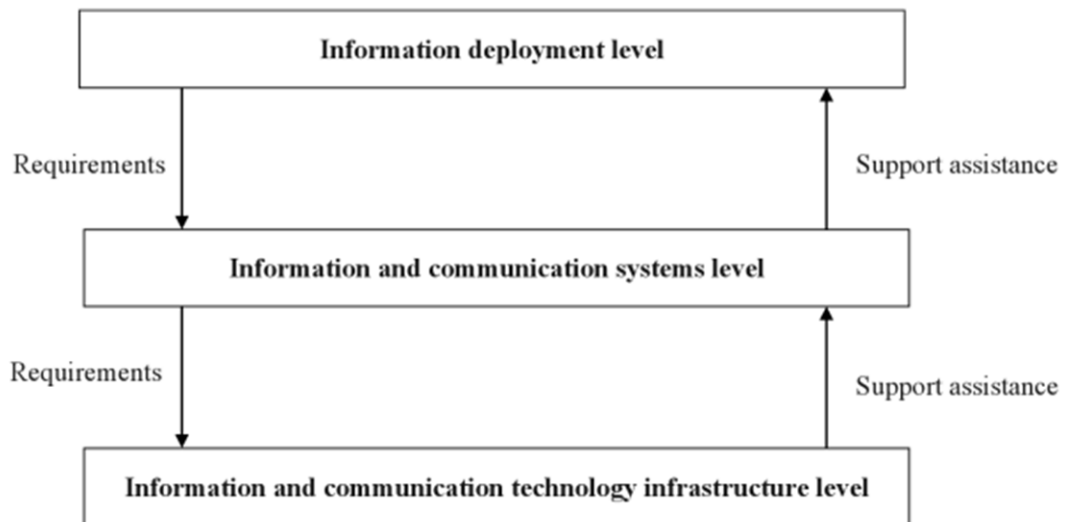 Information deployment level
Requirements
Support assistance
Information and communication systems level
Requirements
Support assistance
Information and communication technology infrastructure level